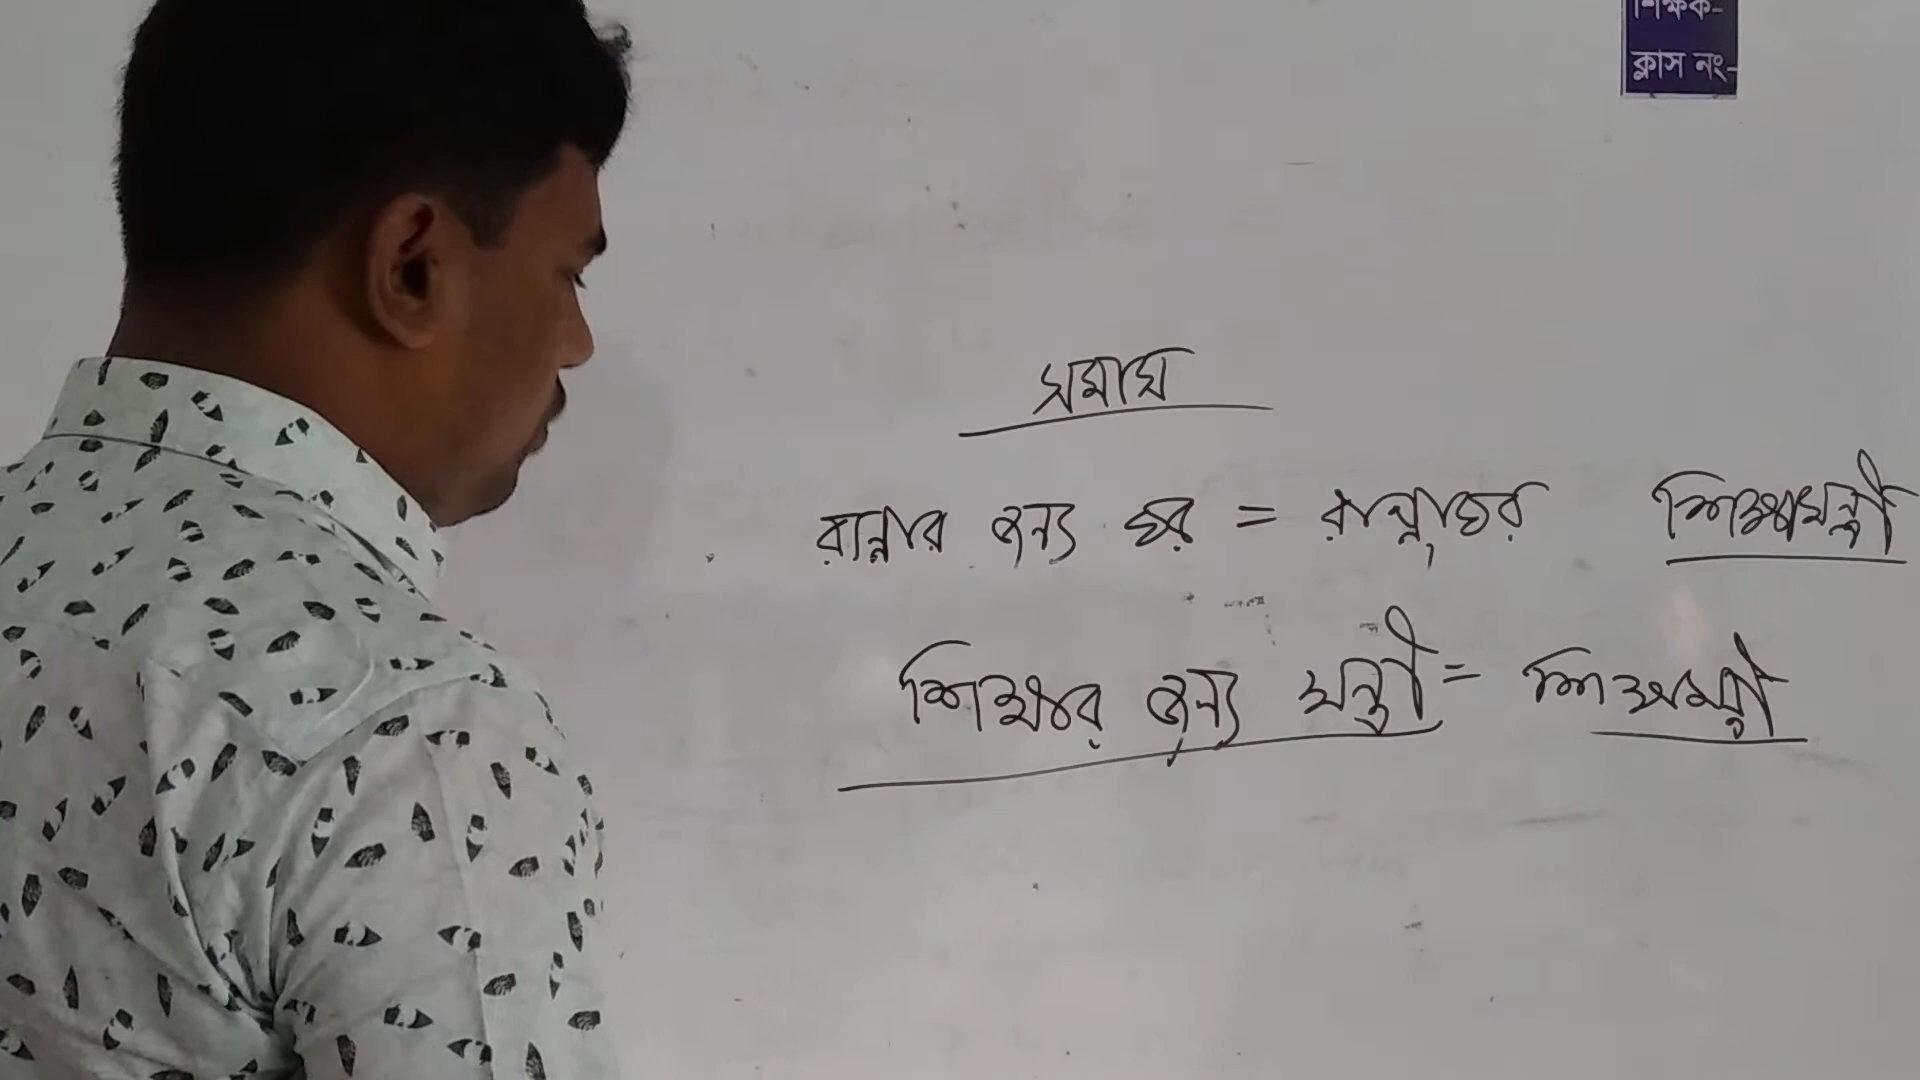 শিক্ষক-
ক্লাস নং-
সমাস
রান্নার জন্য ঘর = রান্নাঘর শিক্ষামন্ত্রী
শিক্ষার জন্য মন্ত্রী = শিক্ষামন্ত্রী